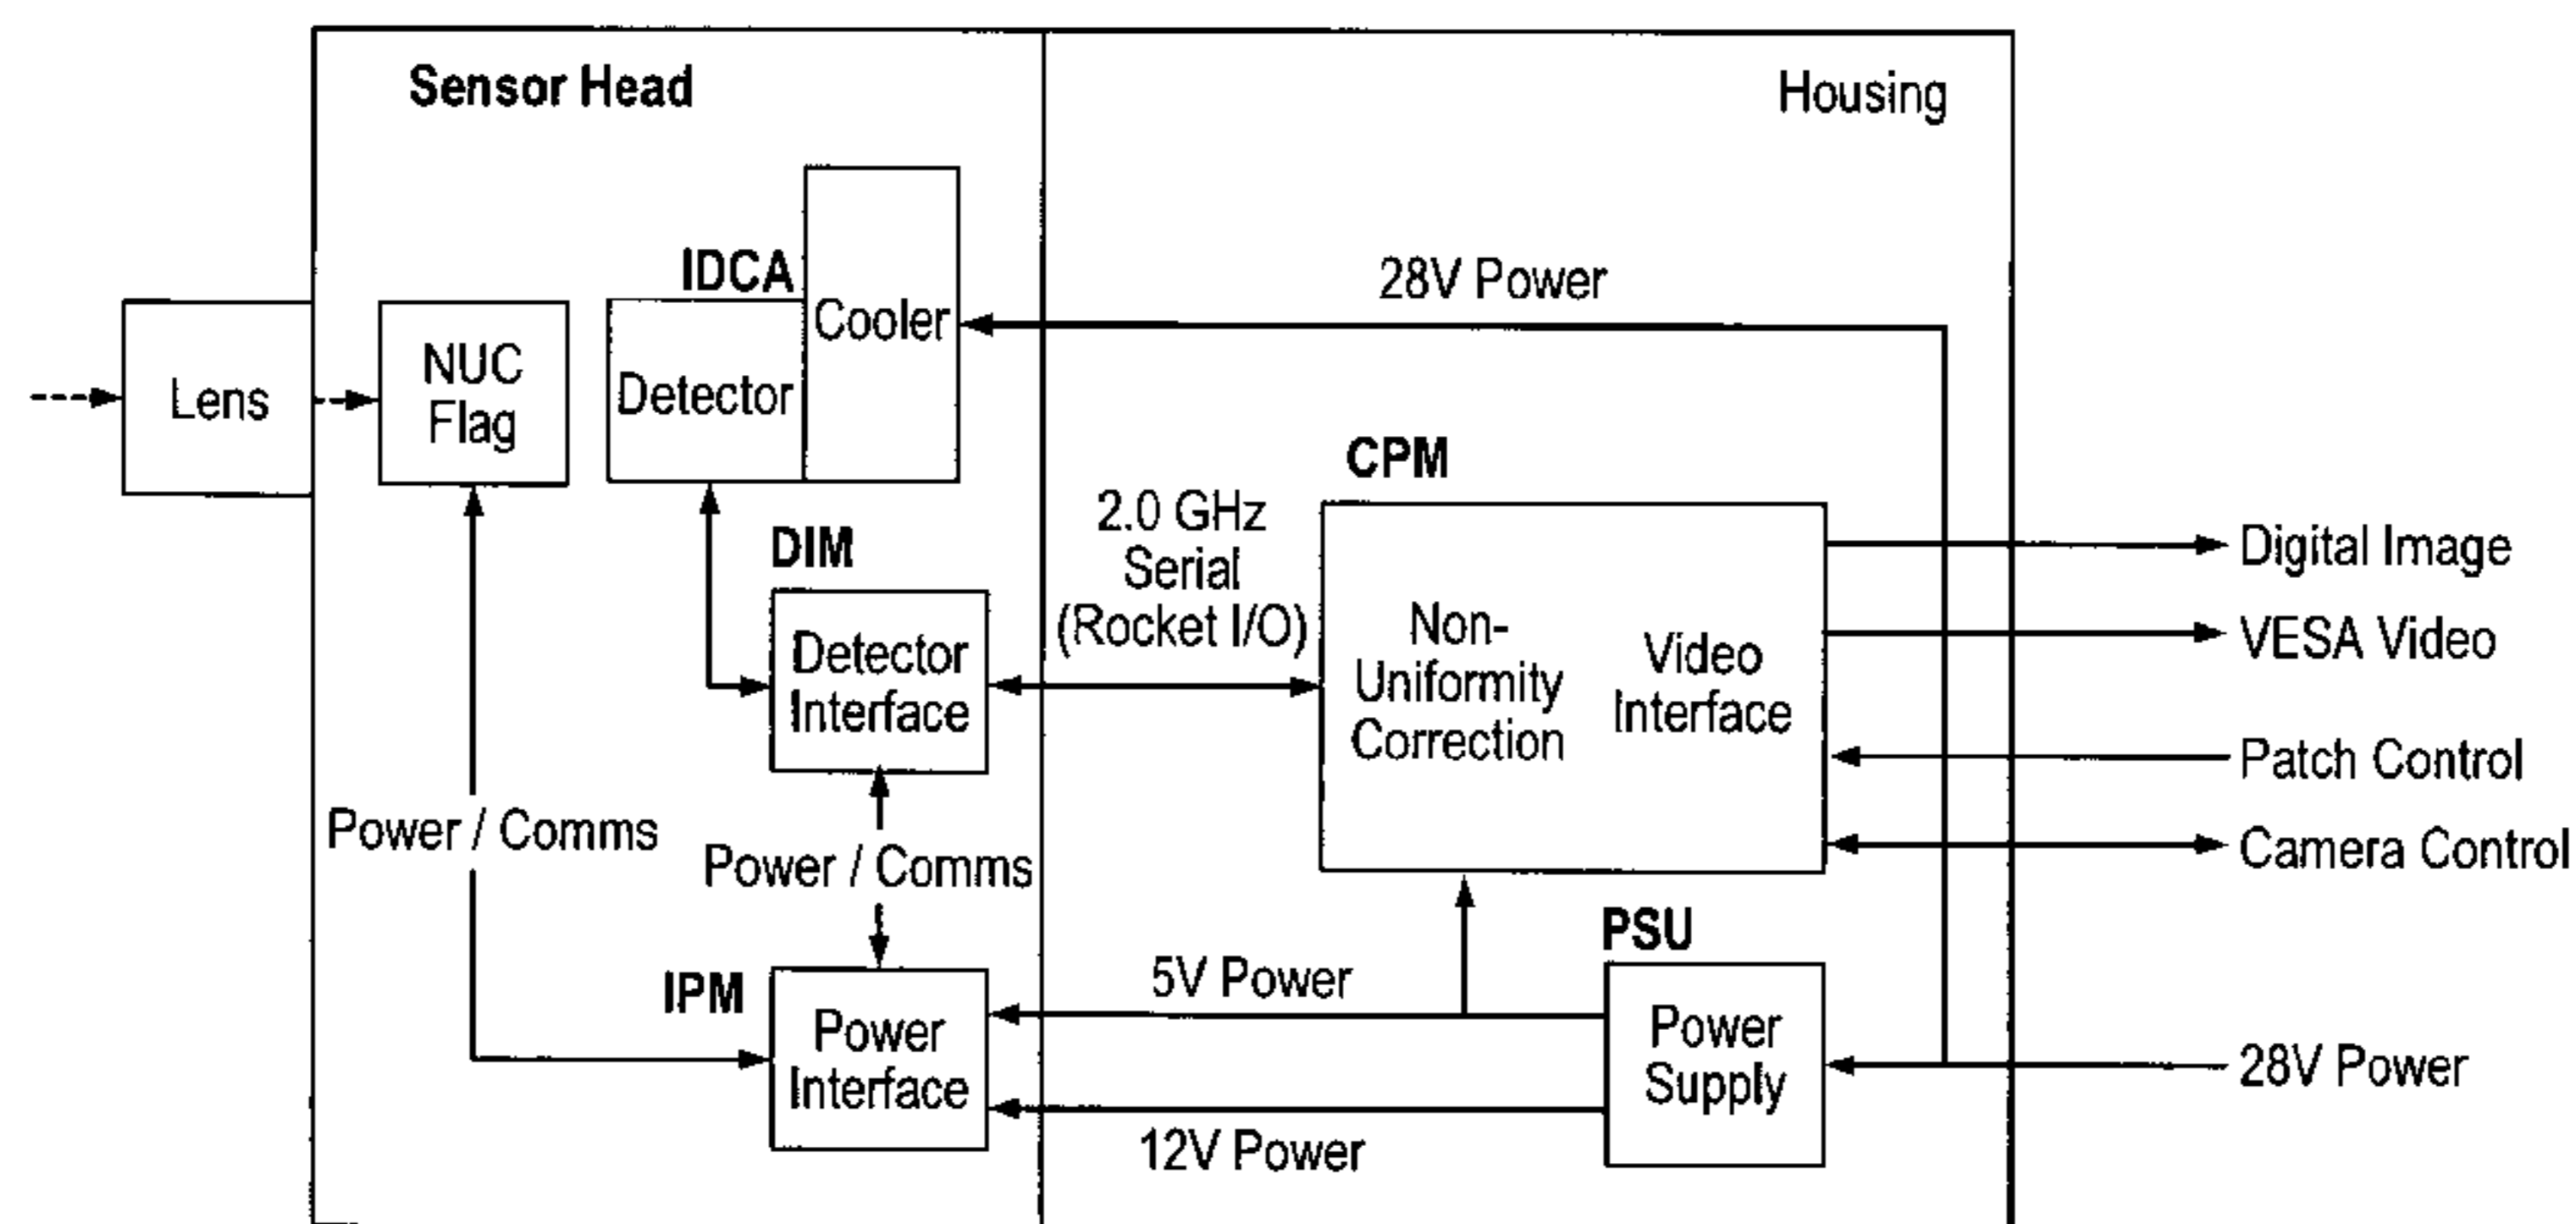 Sensor Head
Housing
IDCA
Cooler
28V Power
Lens
NUC
Flag
Detector
CPM
2.0 GHz
Serial
(Rocket I/O)
DIM
Detector
Interface
Non-
Uniformity
Correction
Video
Interface
Digital Image
VESA Video
Patch Control
Camera Control
Power / Comms
Power / Comms
PSU
IPM
5V Power
Power
Interface
Power
Supply
28V Power
12V Power